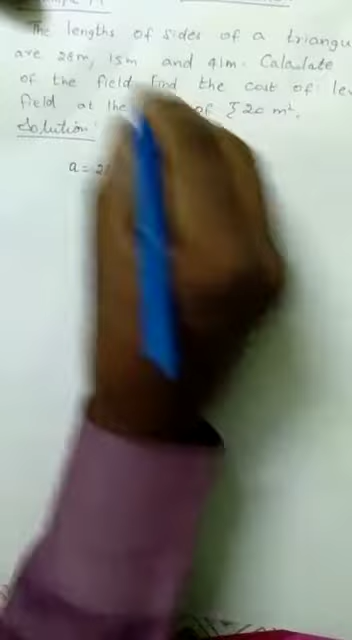 The lengths of sides of a triangu
are 28m, 15m and 41m. Calculate
of the field. Find the cost of lev
field at the of ₹20 m².
Solution:
a = 2